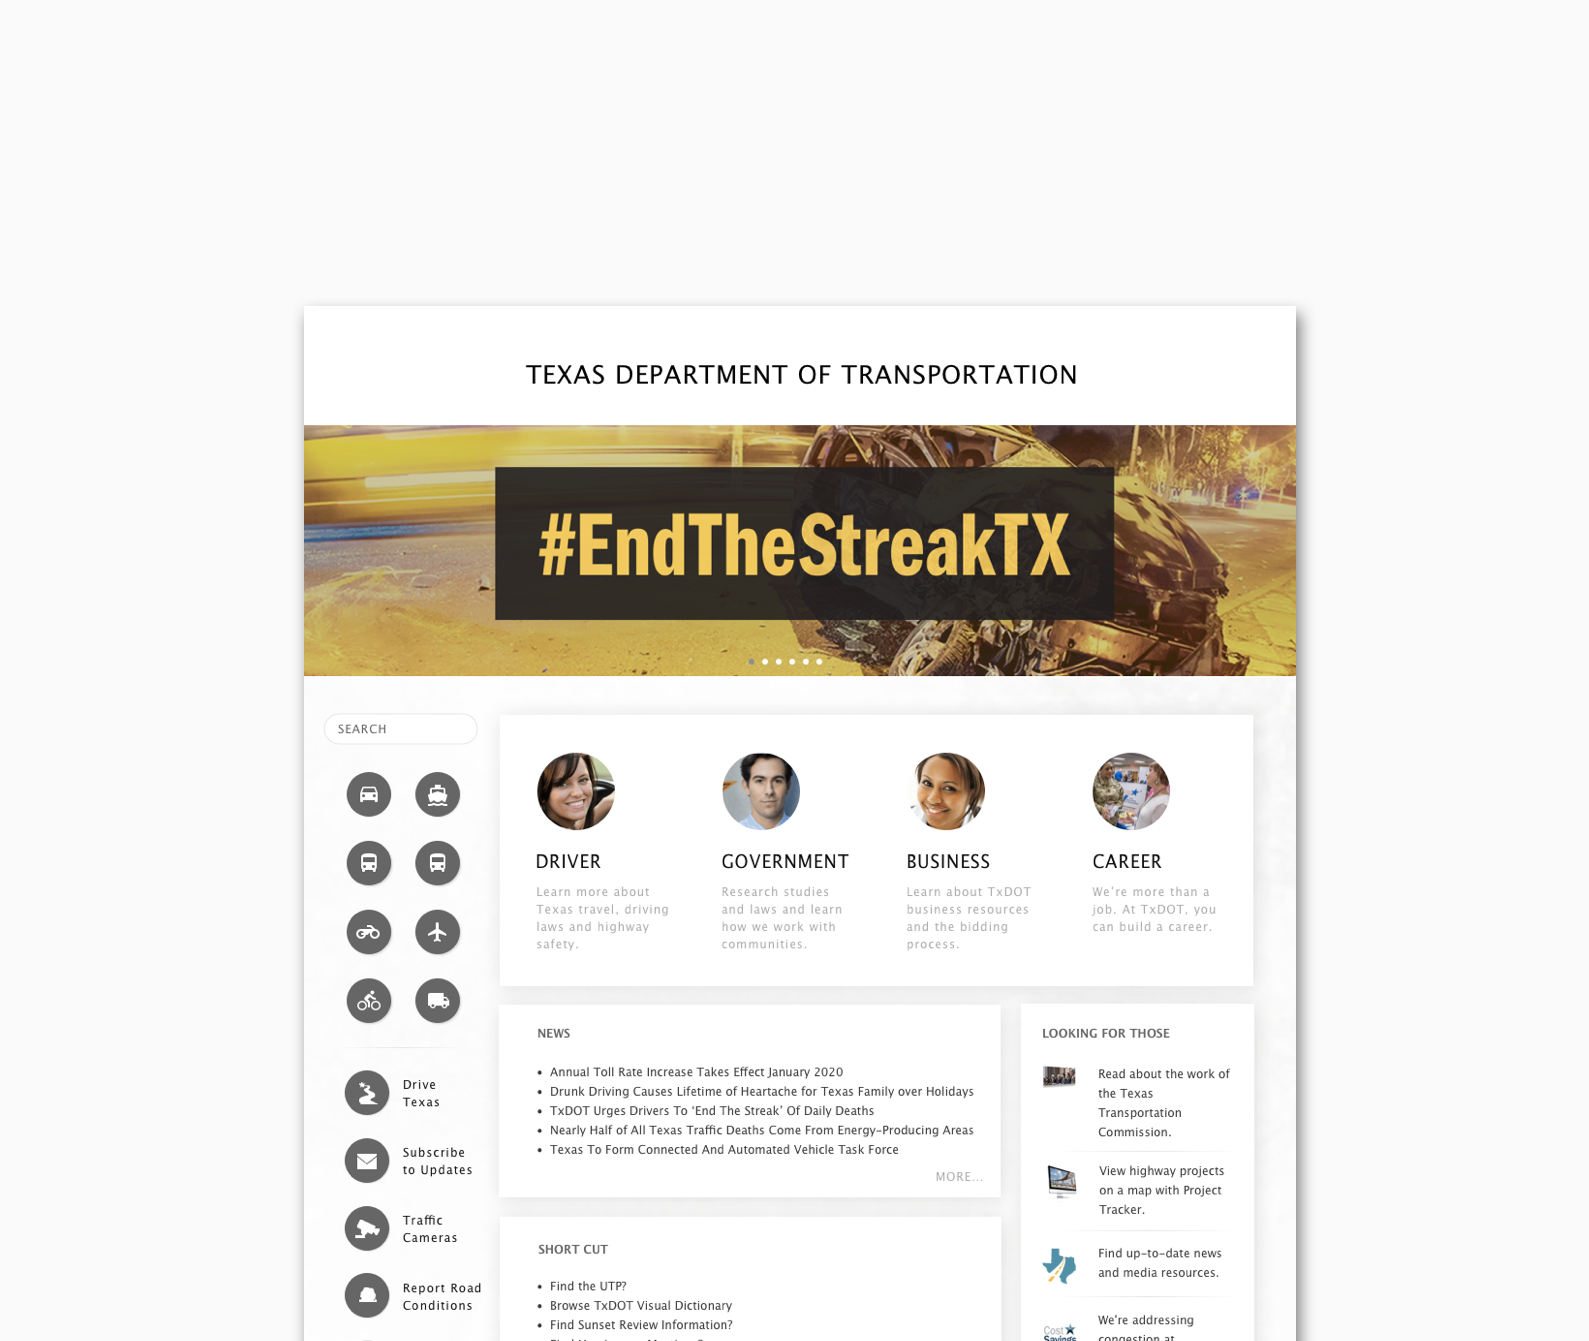 TEXAS DEPARTMENT OF TRANSPORTATION
#EndTheStreakTX
SEARCH
Drive
Texas
Subscribe
to Updates
Traffic
Cameras
Report Road
Conditions
DRIVER
Learn more about
Texas travel, driving
laws and highway
safety.
GOVERNMENT
Research studies
and laws and learn
how we work with
communities.
BUSINESS
Learn about TxDOT
business resources
and the bidding
process.
CAREER
We're more than a
job. At TxDOT, you
can build a career.
NEWS
• Annual Toll Rate Increase Takes Effect January 2020
• Drunk Driving Causes Lifetime of Heartache for Texas Family over Holidays
• TxDOT Urges Drivers To ‘End The Streak’ Of Daily Deaths
• Nearly Half of All Texas Traffic Deaths Come From Energy-Producing Areas
• Texas To Form Connected And Automated Vehicle Task Force
MORE...
SHORT CUT
• Find the UTP?
• Browse TxDOT Visual Dictionary
• Find Sunset Review Information?
LOOKING FOR THOSE
Read about the work of
the Texas
Transportation
Commission.
View highway projects
on a map with Project
Tracker.
Find up-to-date news
and media resources.
Cost
Savings
We're addressing
congestion at